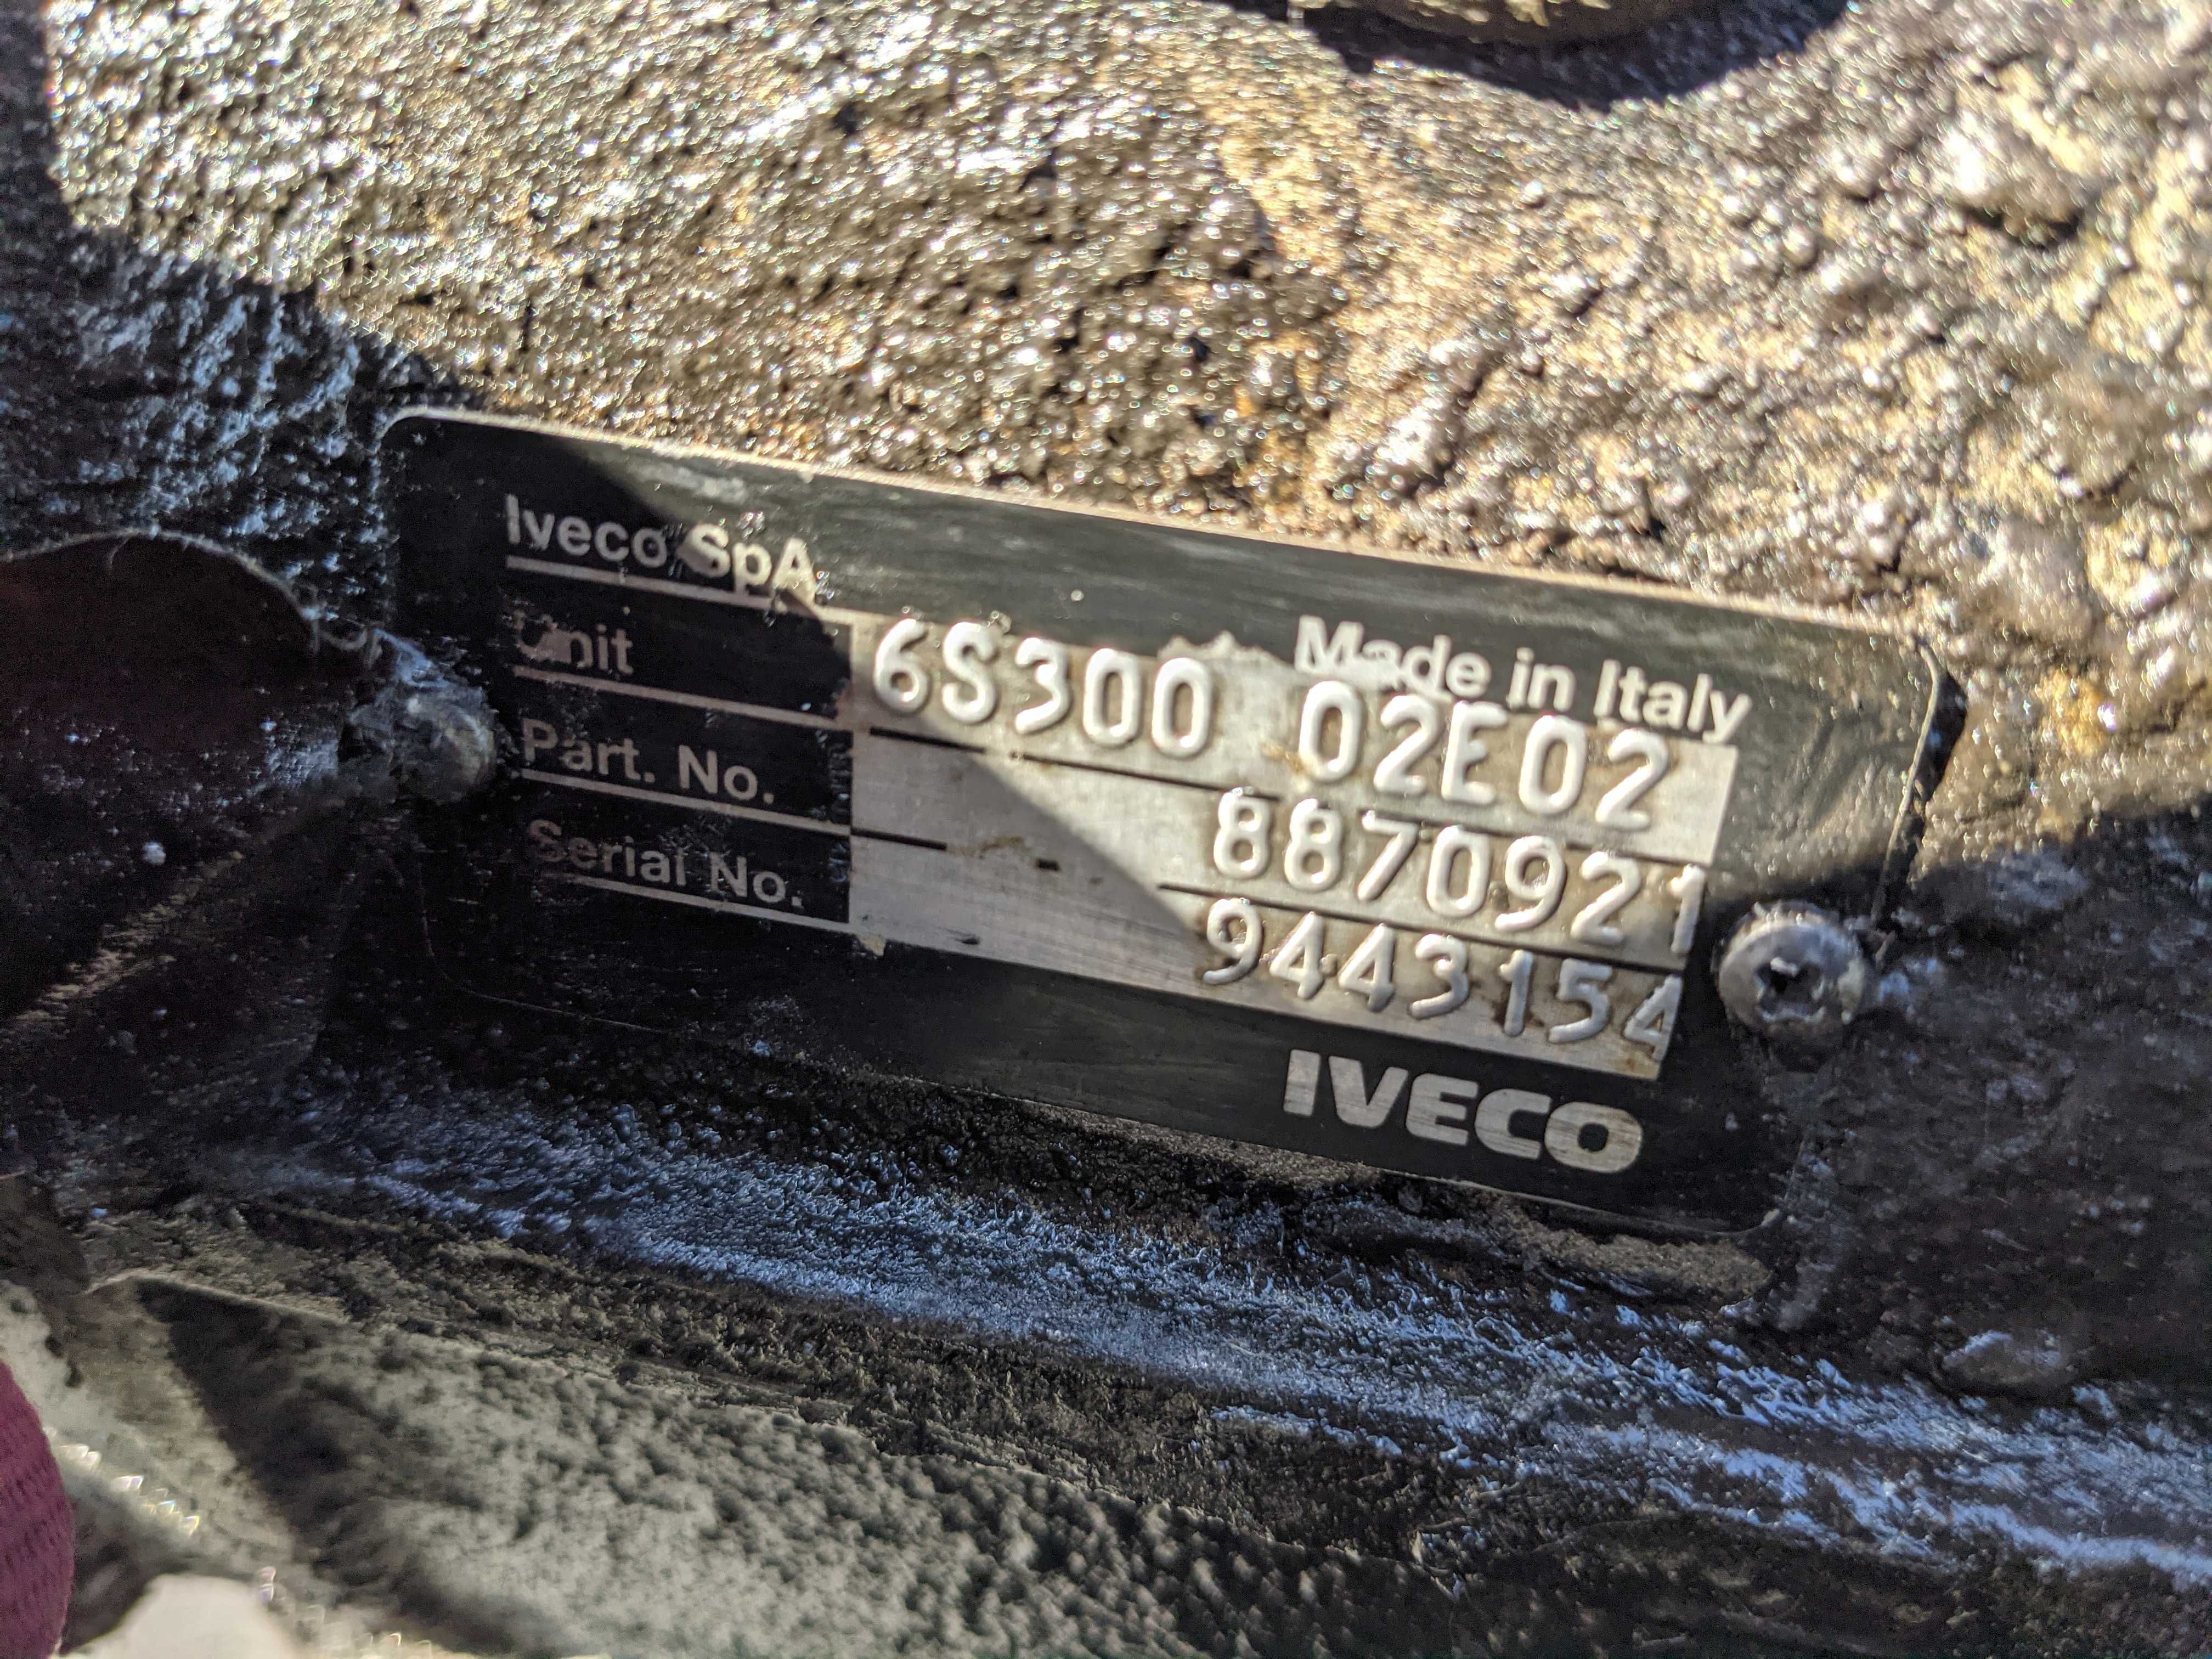 Iveco SpA
Made in Italy
Unit 6S300 02E02
Part. No. 8870921
Serial No. 9443154
IVECO